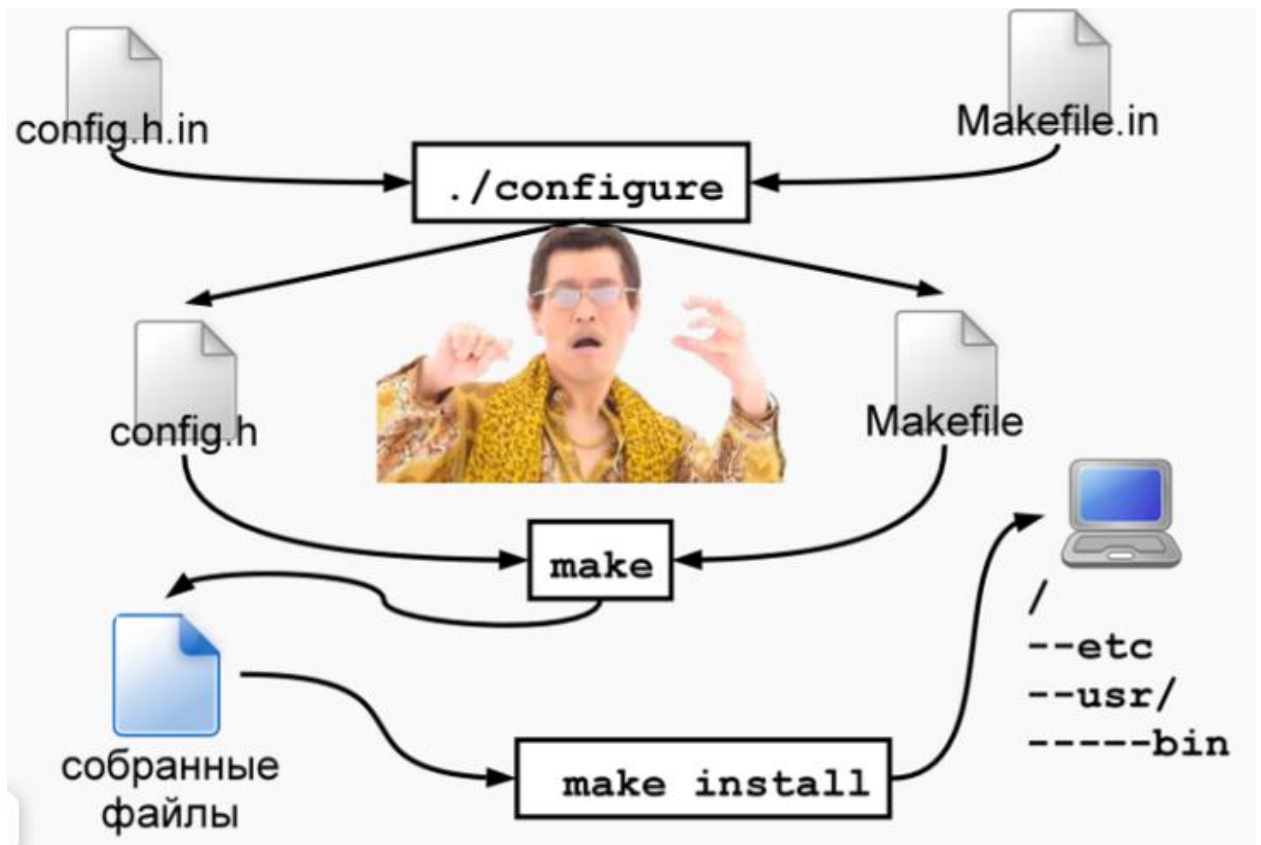 config.h.in
Makefile.in
./configure
config.h
Makefile
make
/
--etc
--usr/
-----bin
собранные
файлы
make install